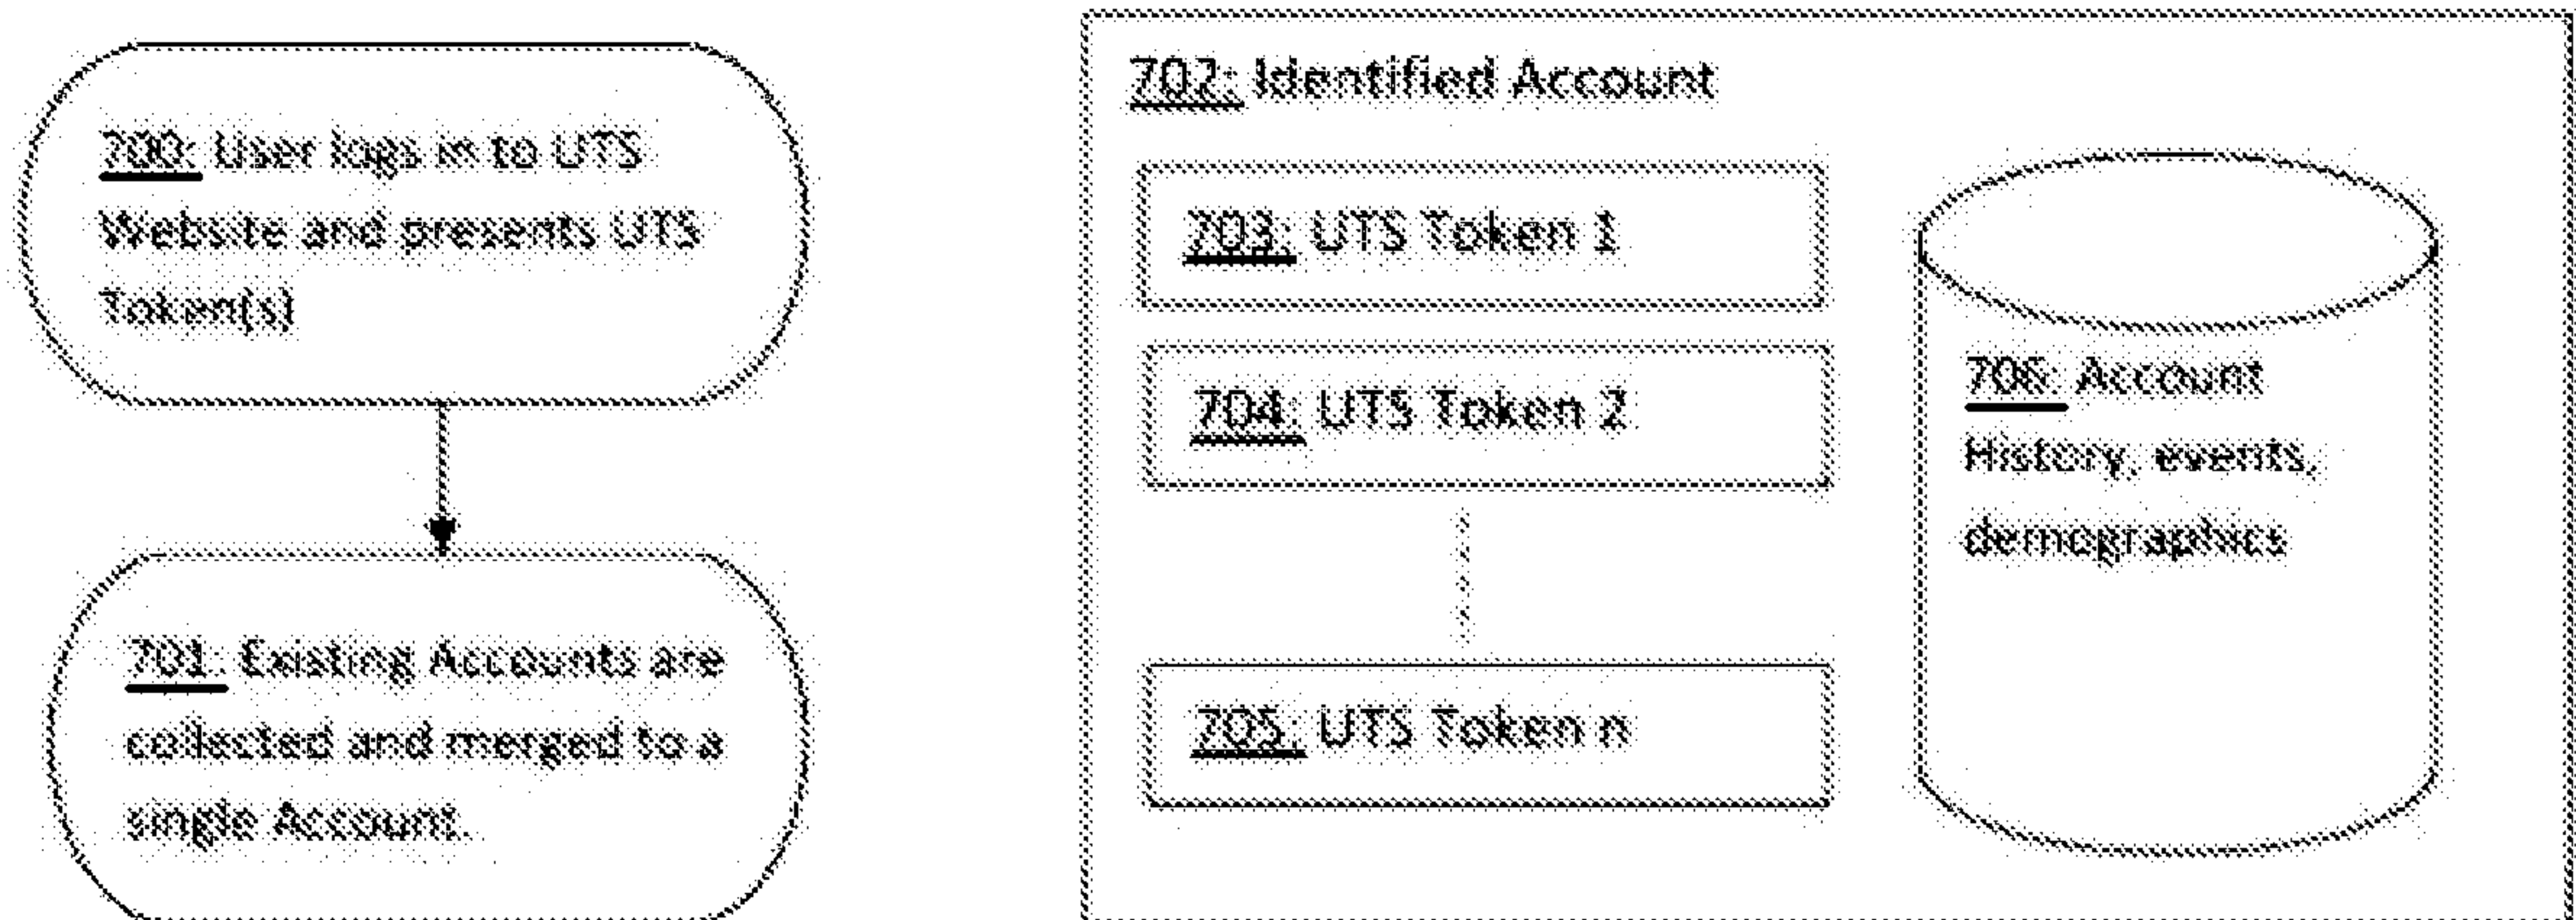 700: User logs in to UTS
Website and presents UTS
Token(s)
701. Existing Accounts are
collected and merged to a
single Account.
702: Identified Account
703: UTS Token 1
704: UTS Token 2
705: UTS Token n
706: Account
History, events,
demographics